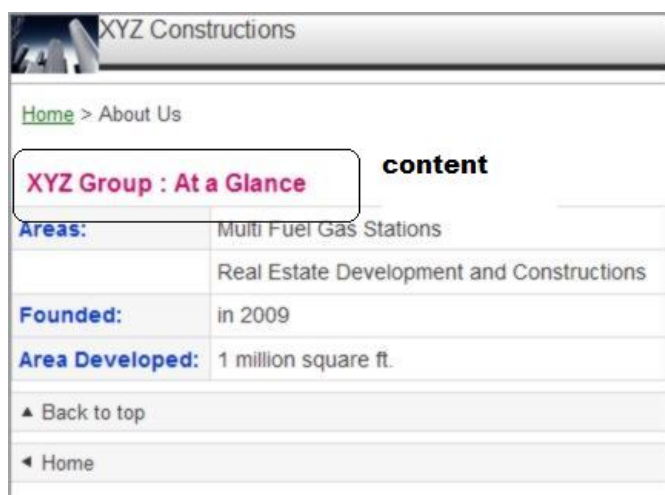 XYZ Constructions
Home > About Us
XYZ Group : At a Glance
content
Areas: Multi Fuel Gas Stations
Real Estate Development and Constructions
Founded: in 2009
Area Developed: 1 million square ft.
▲ Back to top
◄ Home